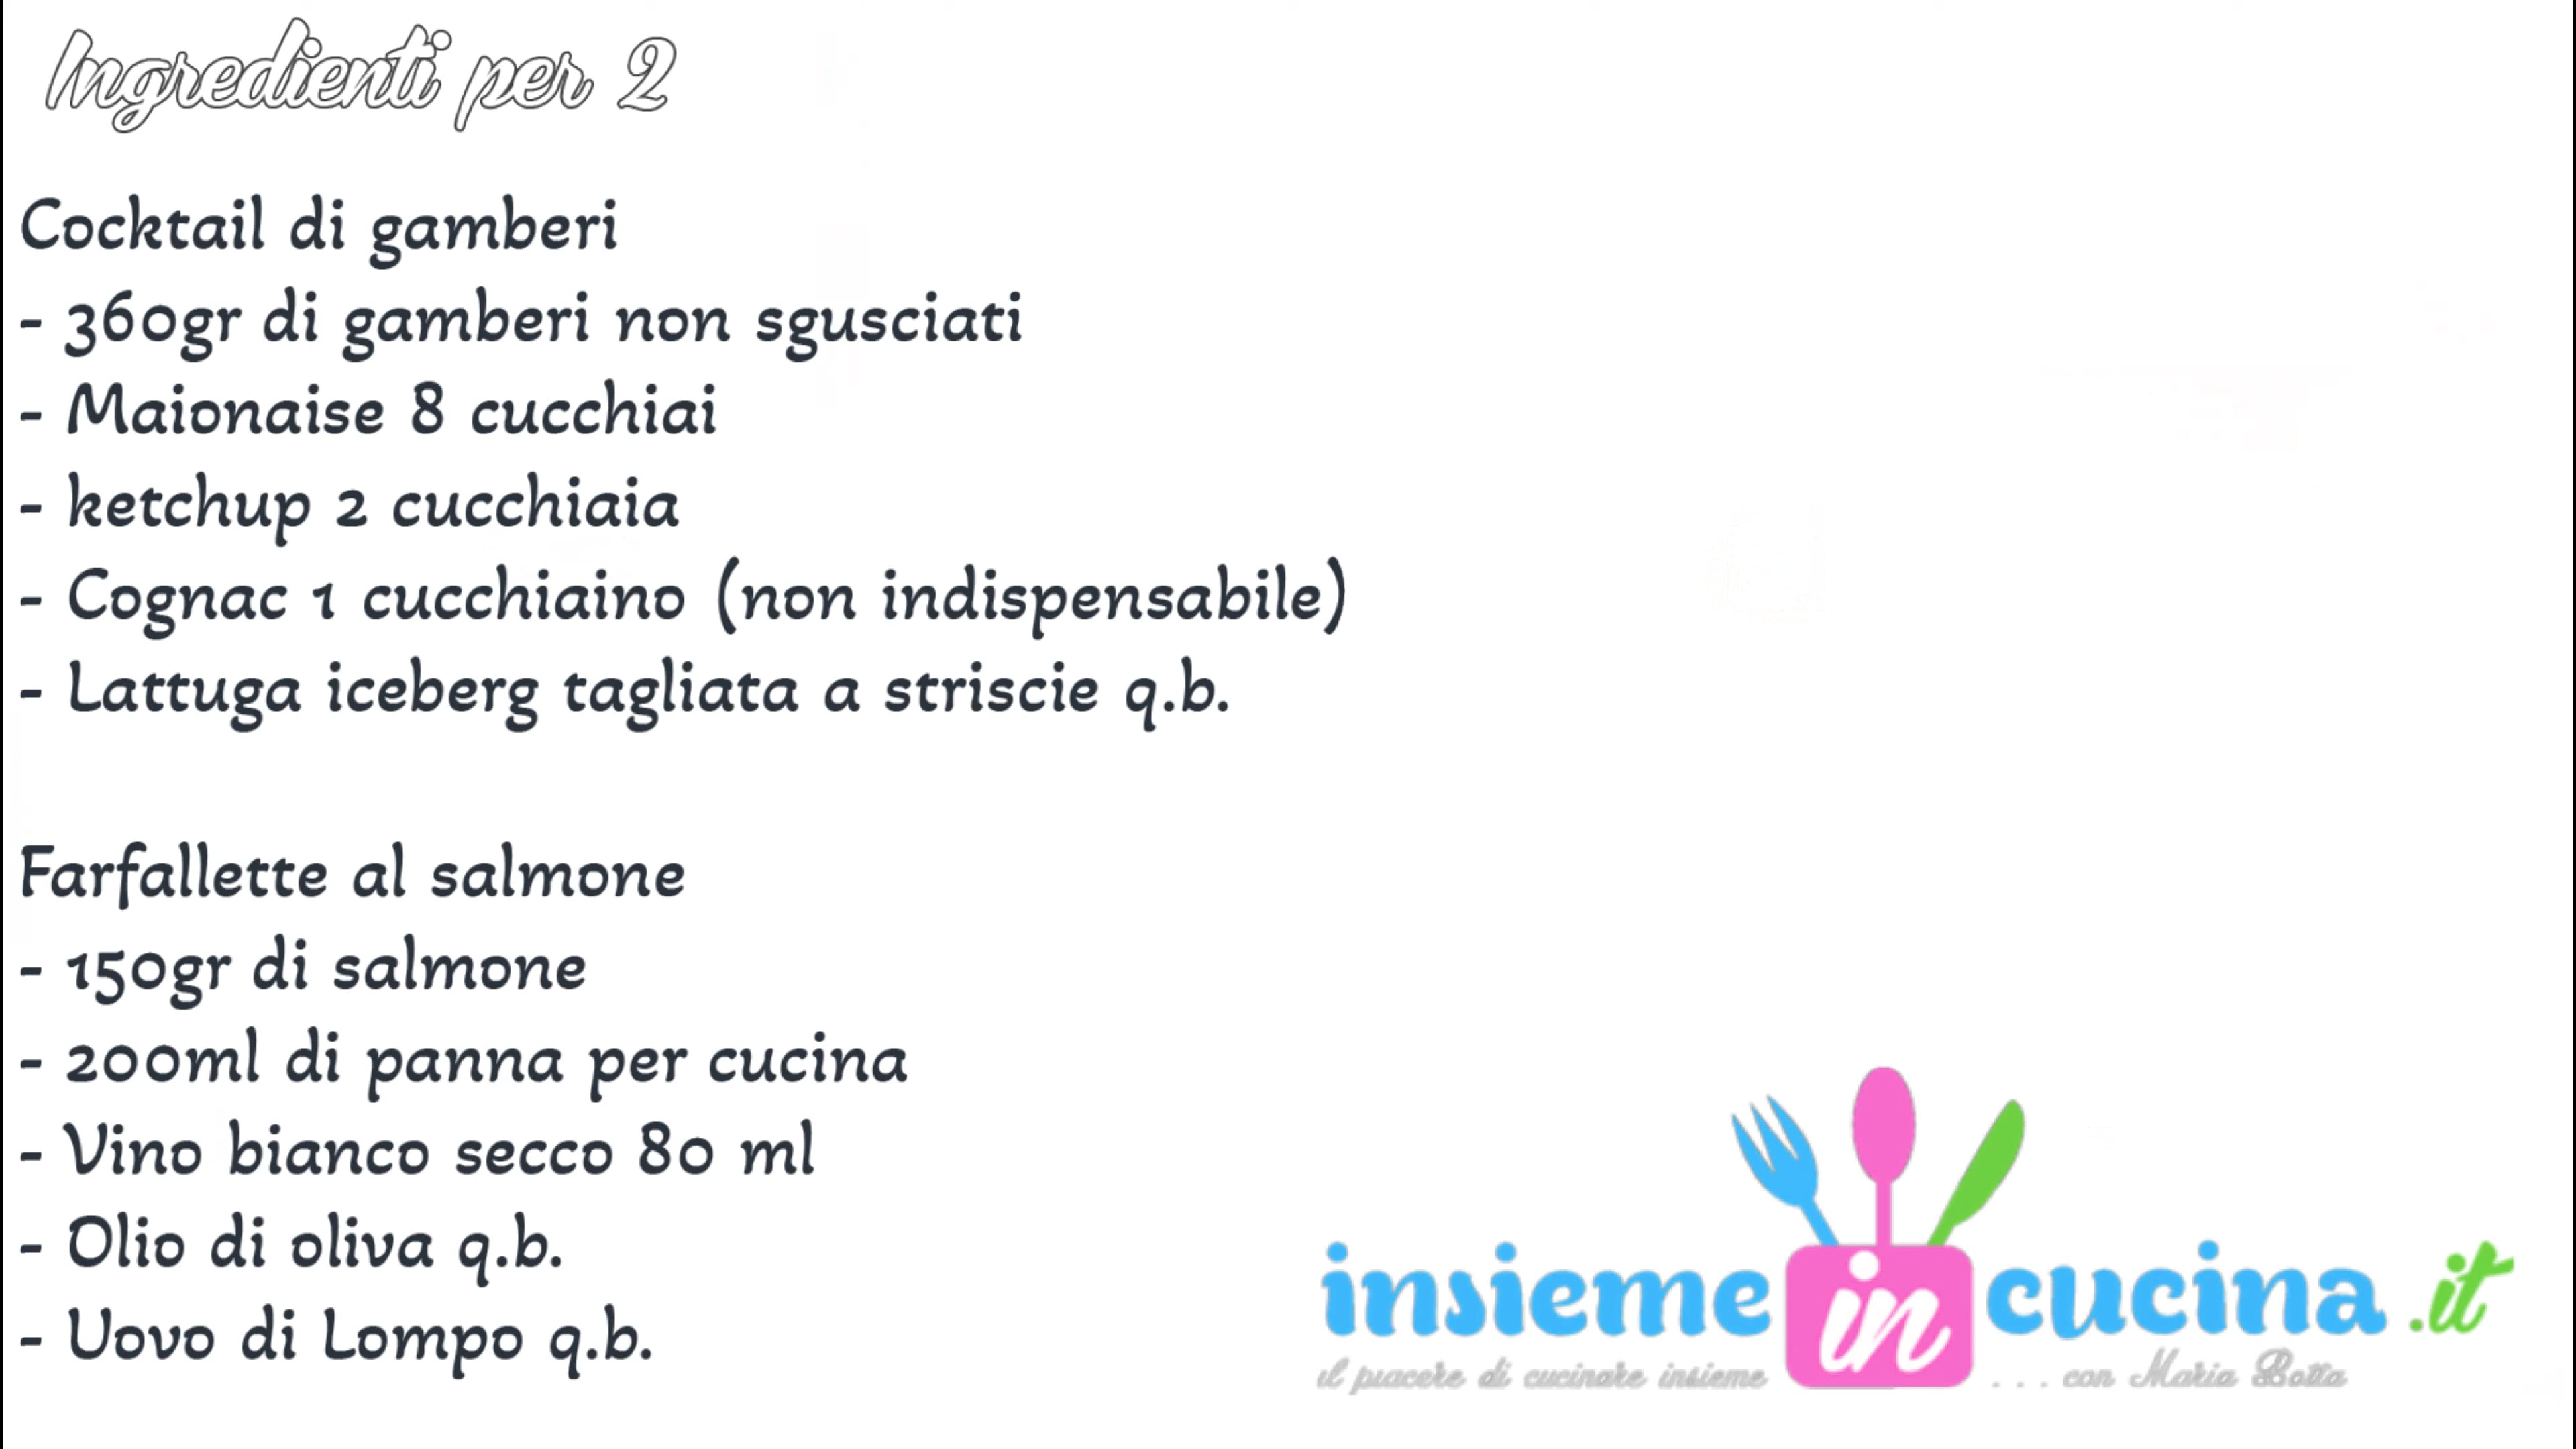 Ingredienti per 2
Cocktail di gamberi
- 360gr di gamberi non sgusciati
- Maionaise 8 cucchiai
- ketchup 2 cucchiaia
- Cognac 1 cucchiaino (non indispensabile)
- Lattuga iceberg tagliata a striscie q.b.
Farfallette al salmone
- 150gr di salmone
- 200ml di panna per cucina
- Vino bianco secco 80 ml
- Olio di oliva q.b.
- Uovo di Lompo q.b.
insieme in cucina .it
il piacere di cucinare insieme ... con Maria Botta